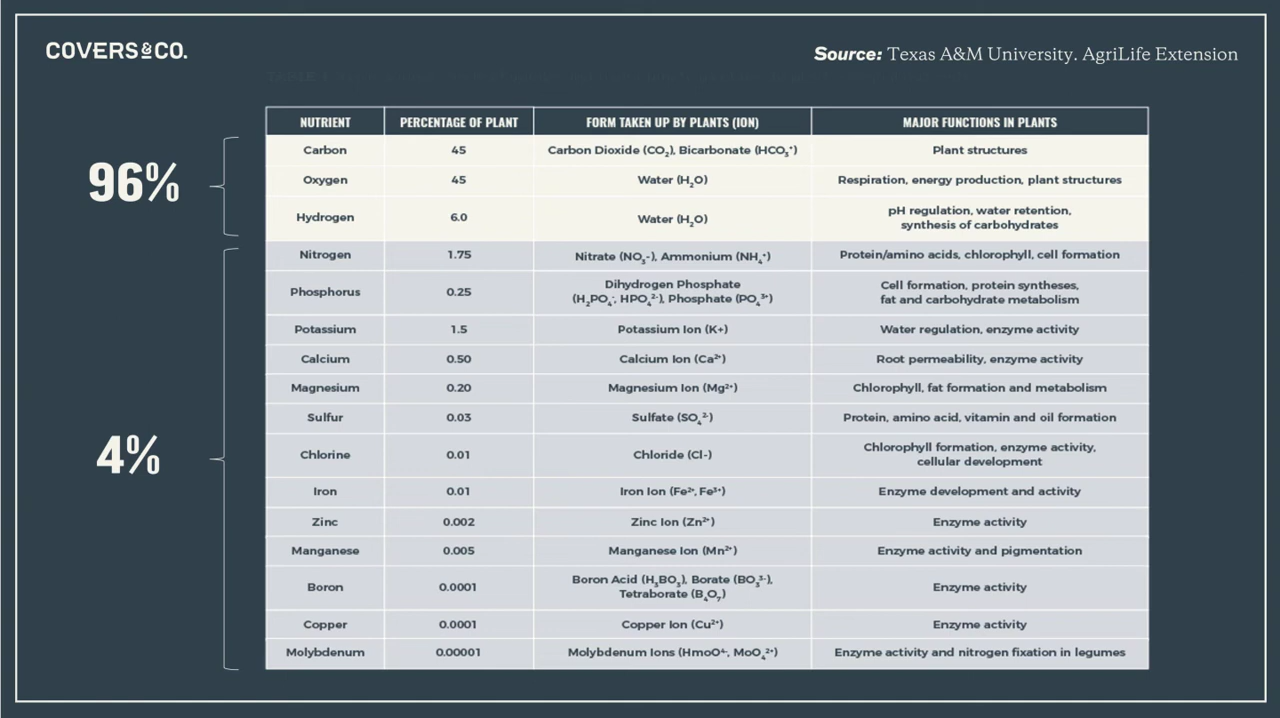 COVERS&CO.
Source: Texas A&M University. AgriLife Extension
NUTRIENT PERCENTAGE OF PLANT FORM TAKEN UP BY PLANTS (ION) MAJOR FUNCTIONS IN PLANTS
96%
Carbon 45 Carbon Dioxide (CO₂), Bicarbonate (HCO₃⁺) Plant structures
Oxygen 45 Water (H₂O) Respiration, energy production, plant structures
Hydrogen 6.0 Water (H₂O) pH regulation, water retention,
synthesis of carbohydrates
4%
Nitrogen 1.75 Nitrate (NO₃-), Ammonium (NH₄⁺) Protein/amino acids, chlorophyll, cell formation
Phosphorus 0.25 Dihydrogen Phosphate
(H₂PO₄⁻, HPO₄²⁻), Phosphate (PO₄³⁺) Cell formation, protein syntheses,
fat and carbohydrate metabolism
Potassium 1.5 Potassium Ion (K+) Water regulation, enzyme activity
Calcium 0.50 Calcium Ion (Ca²⁺) Root permeability, enzyme activity
Magnesium 0.20 Magnesium Ion (Mg²⁺) Chlorophyll, fat formation and metabolism
Sulfur 0.03 Sulfate (SO₄²⁻) Protein, amino acid, vitamin and oil formation
Chlorine 0.01 Chloride (Cl-) Chlorophyll formation, enzyme activity,
cellular development
Iron 0.01 Iron Ion (Fe²⁺, Fe³⁺) Enzyme development and activity
Zinc 0.002 Zinc Ion (Zn²⁺) Enzyme activity
Manganese 0.005 Manganese Ion (Mn²⁺) Enzyme activity and pigmentation
Boron 0.0001 Boron Acid (H₃BO₃), Borate (BO₃³⁻),
Tetraborate (B₄O₇) Enzyme activity
Copper 0.0001 Copper Ion (Cu²⁺) Enzyme activity
Molybdenum 0.00001 Molybdenum Ions (HmoO⁴⁻, MoO₄²⁺) Enzyme activity and nitrogen fixation in legumes